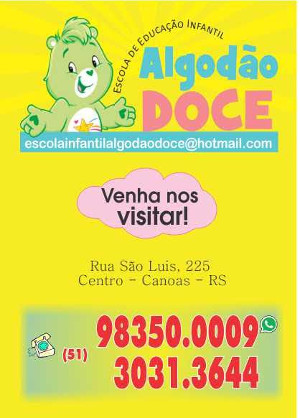 ESCOLA DE EDUCAÇÃO INFANTIL
Algodão
DOCE
escolainfantilalgodaodoce@hotmail.com
Venha nos
visitar!
Rua São Luis, 225
Centro - Canoas - RS
98350.0009
(51)
3031.3644